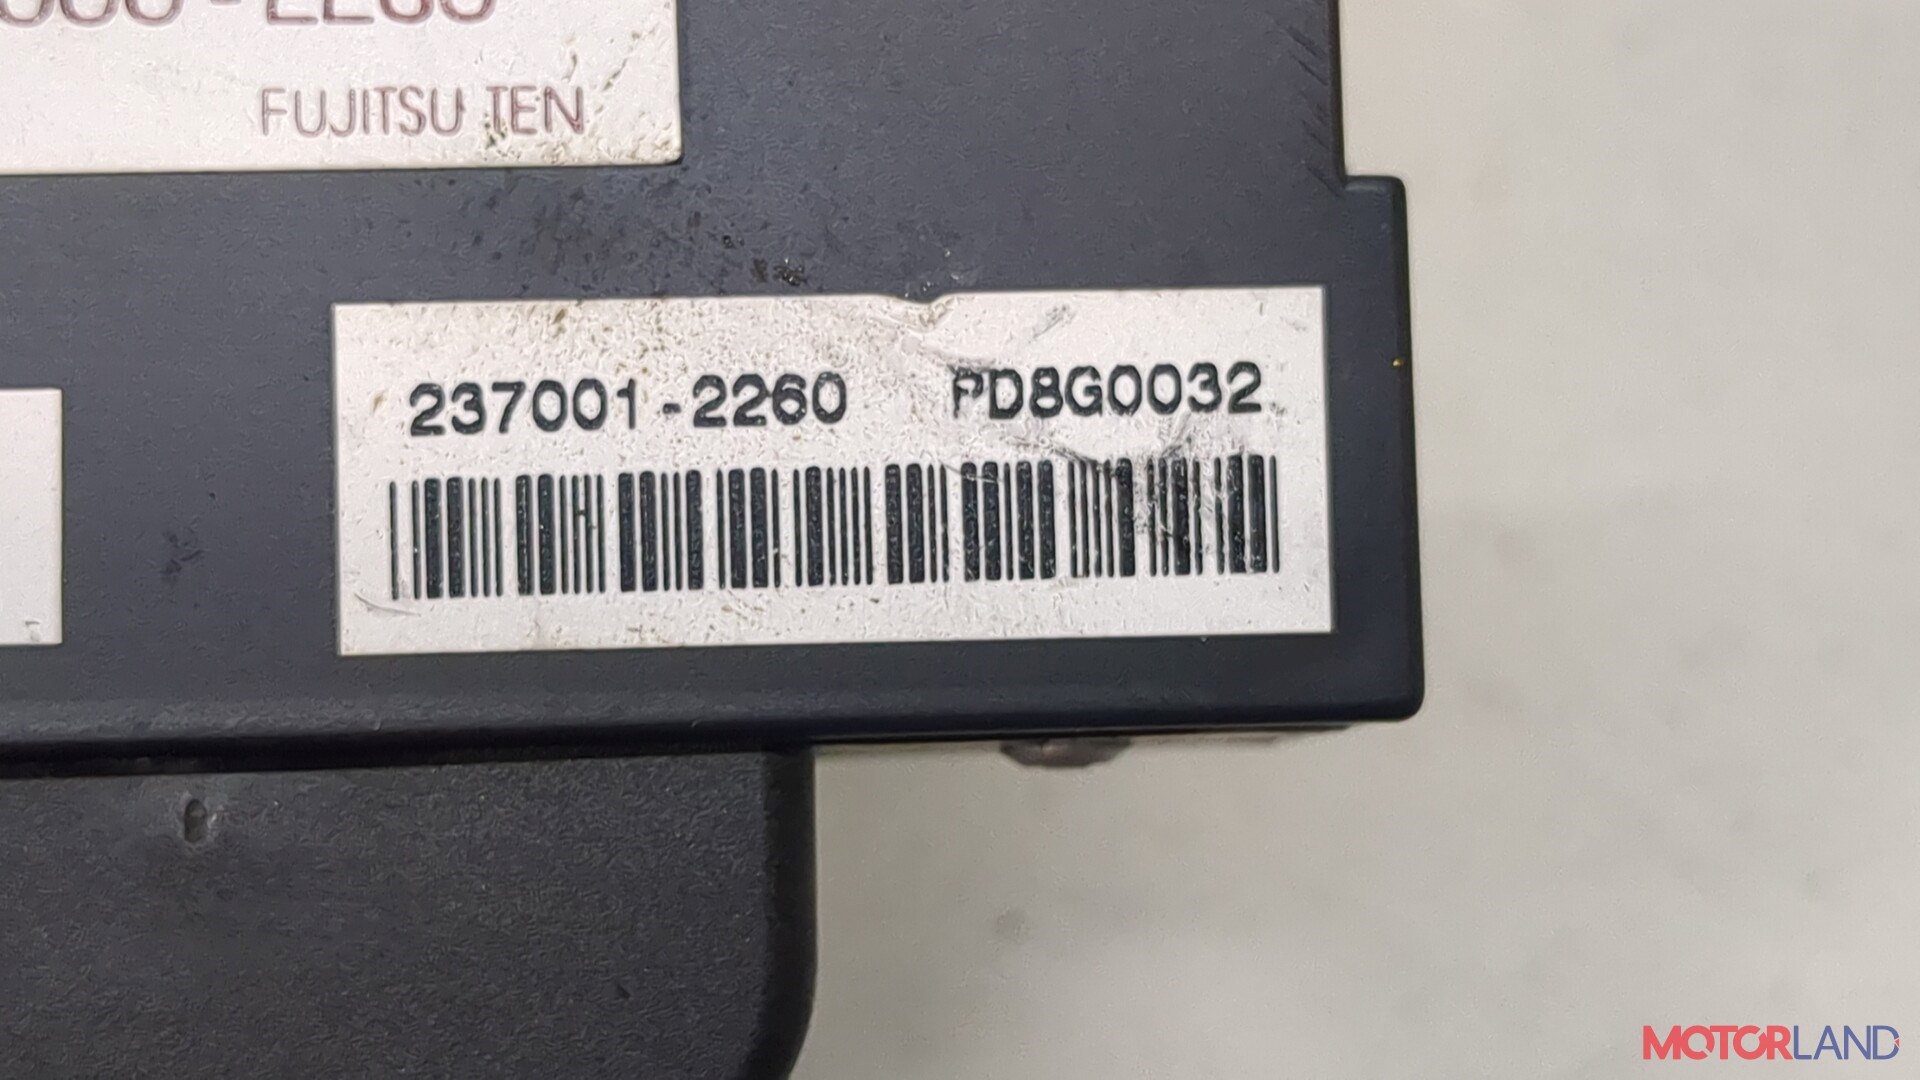 FUJITSU TEN
237001-2260 PD8G0032
MOTORLAND